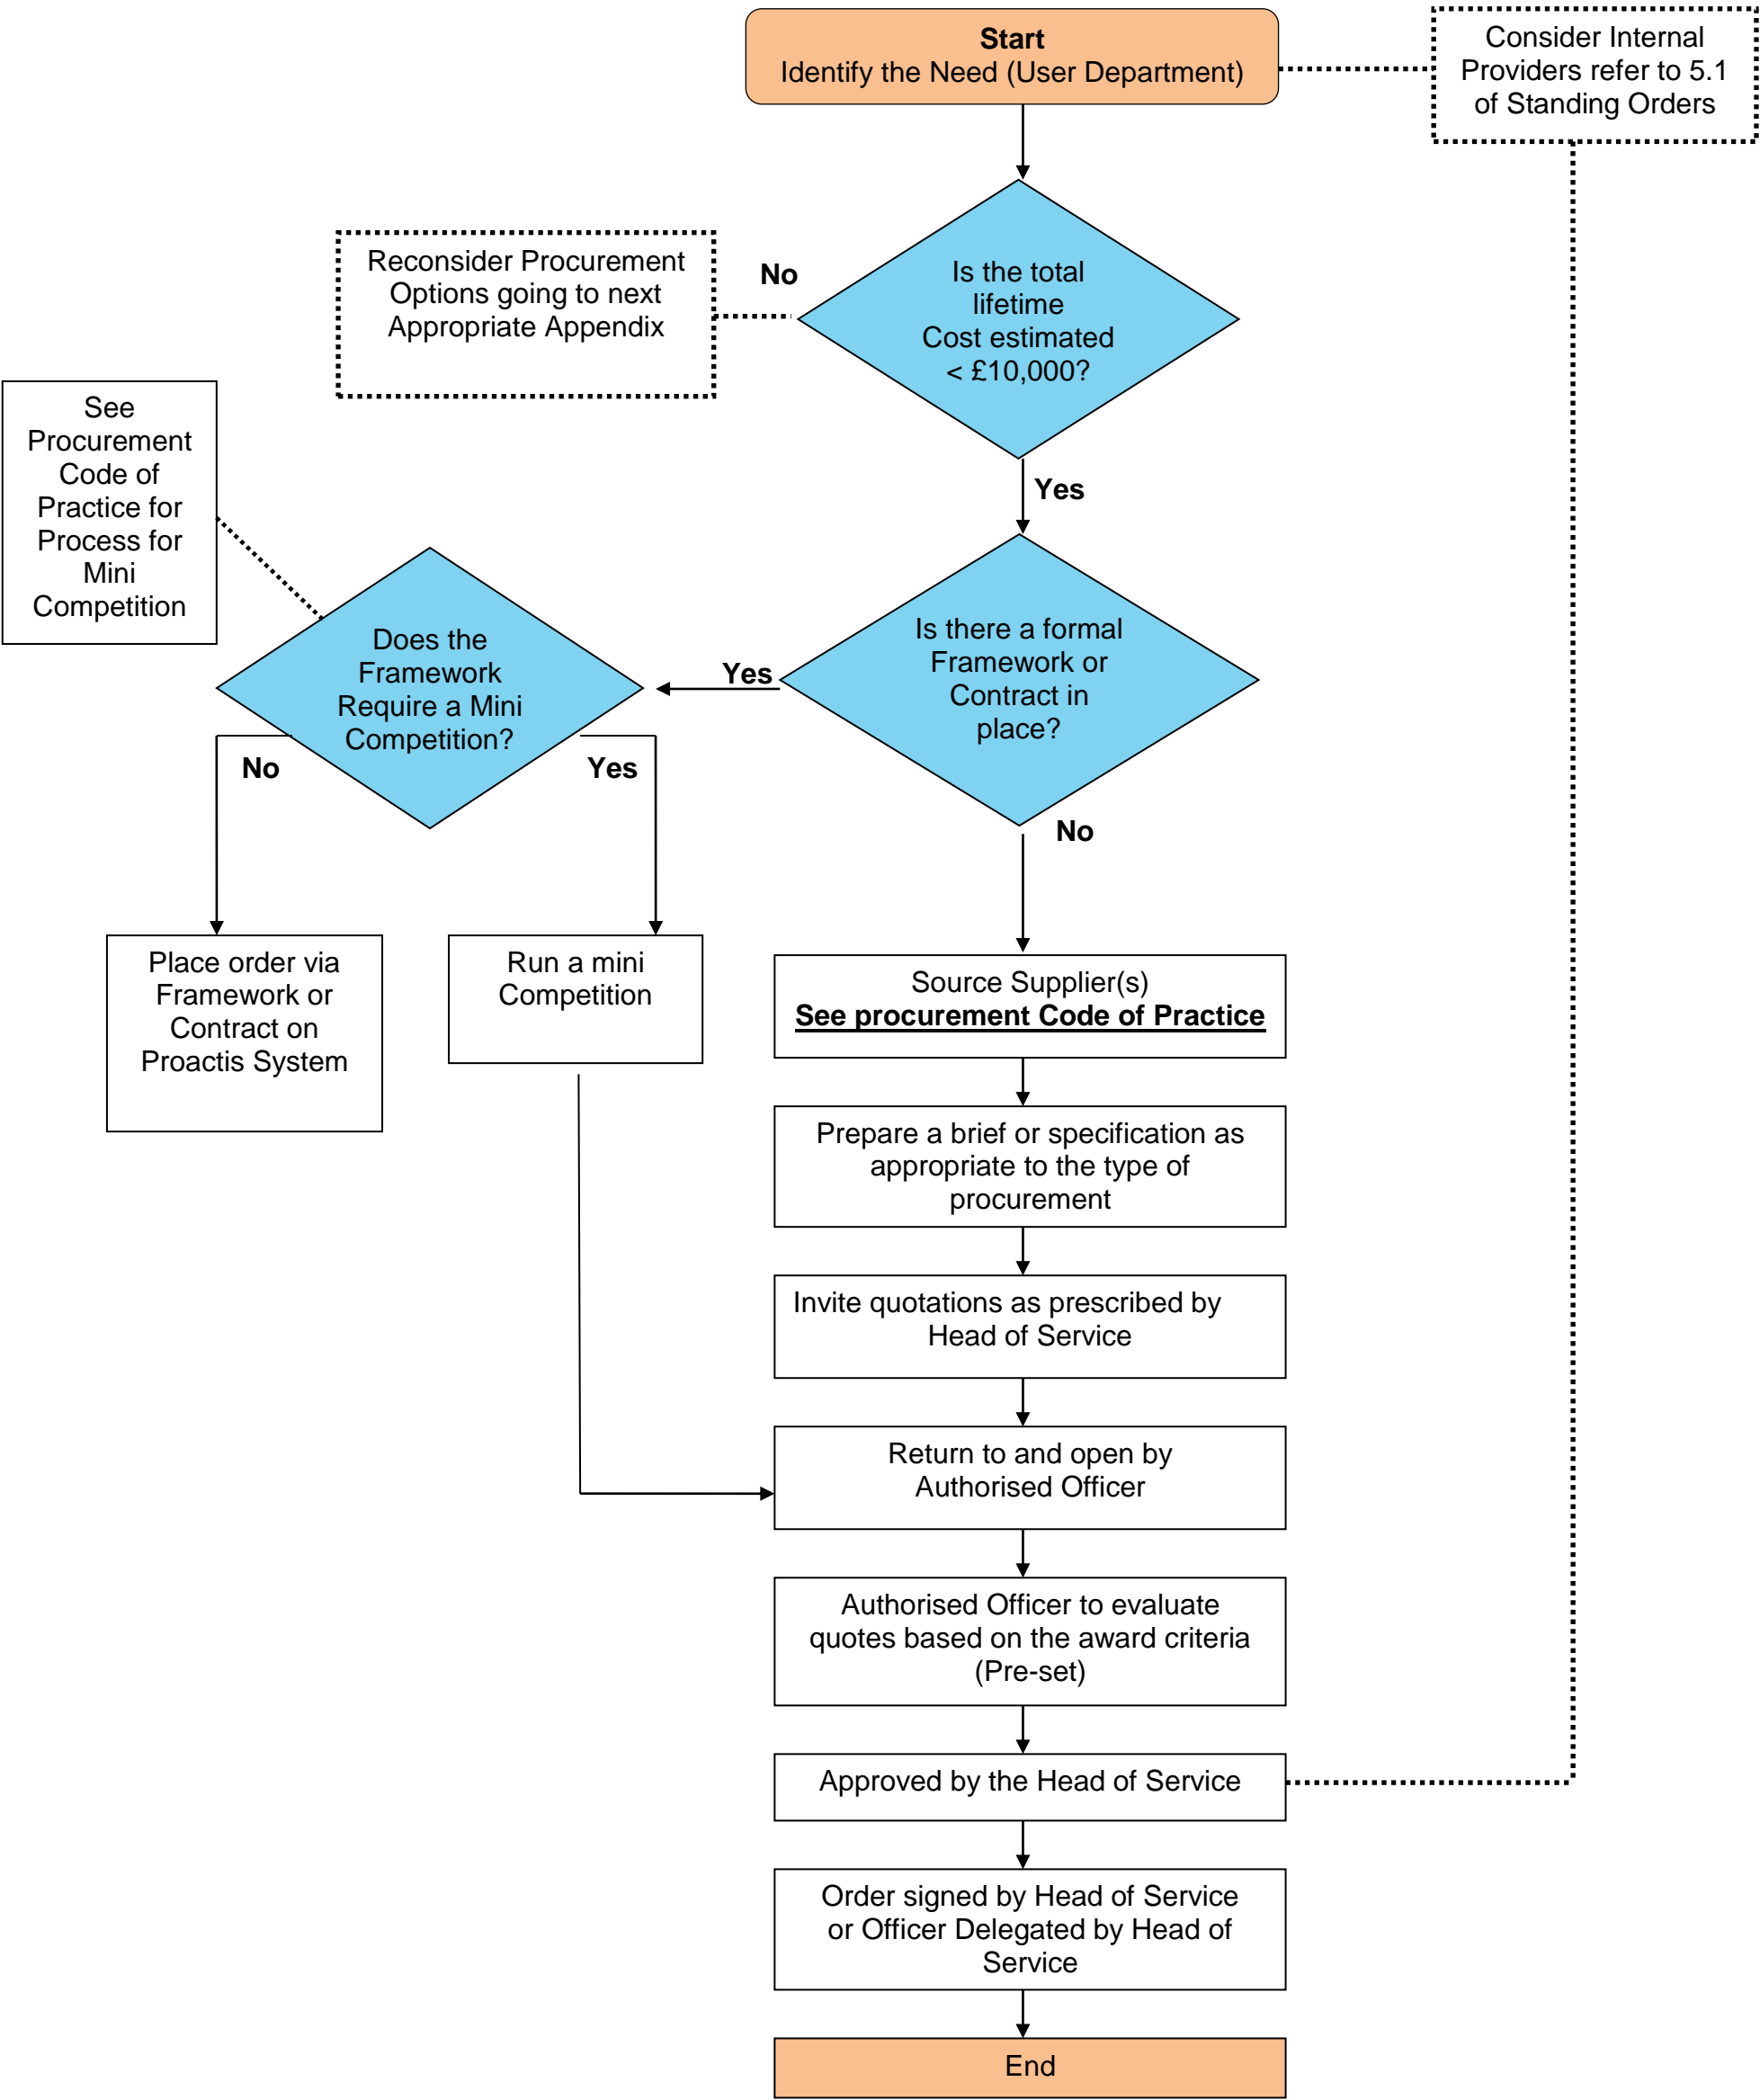 Start
Identify the Need (User Department)
Consider Internal
Providers refer to 5.1
of Standing Orders
Reconsider Procurement
Options going to next
Appropriate Appendix
No
Is the total
lifetime
Cost estimated
< £10,000?
Yes
See
Procurement
Code of
Practice for
Process for
Mini
Competition
Does the
Framework
Require a Mini
Competition?
Yes
Is there a formal
Framework or
Contract in
place?
No
Yes
No
Place order via
Framework or
Contract on
Proactis System
Run a mini
Competition
Source Supplier(s)
See procurement Code of Practice
Prepare a brief or specification as
appropriate to the type of
procurement
Invite quotations as prescribed by
Head of Service
Return to and open by
Authorised Officer
Authorised Officer to evaluate
quotes based on the award criteria
(Pre-set)
Approved by the Head of Service
Order signed by Head of Service
or Officer Delegated by Head of
Service
End